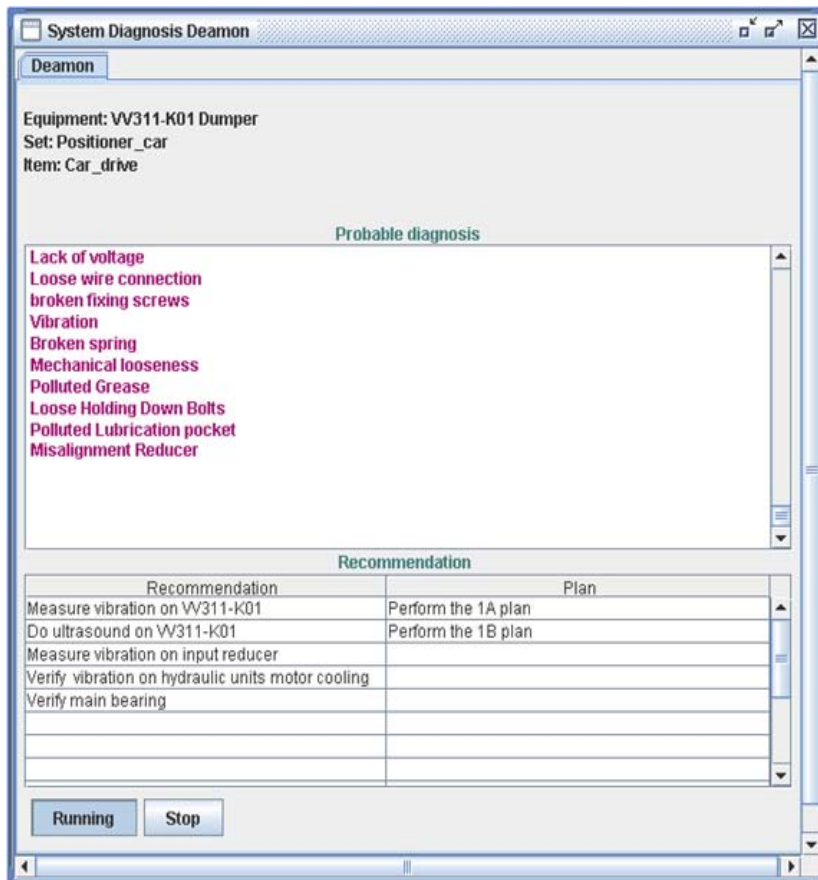 System Diagnosis Deamon
Deamon
Equipment: VV311-K01 Dumper
Set: Positioner_car
Item: Car_drive
Probable diagnosis
Lack of voltage
Loose wire connection
broken fixing screws
Vibration
Broken spring
Mechanical looseness
Polluted Grease
Loose Holding Down Bolts
Polluted Lubrication pocket
Misalignment Reducer
Recommendation
Recommendation Plan
Measure vibration on VV311-K01 Perform the 1A plan
Do ultrasound on VV311-K01 Perform the 1B plan
Measure vibration on input reducer
Verify vibration on hydraulic units motor cooling
Verify main bearing
Running Stop